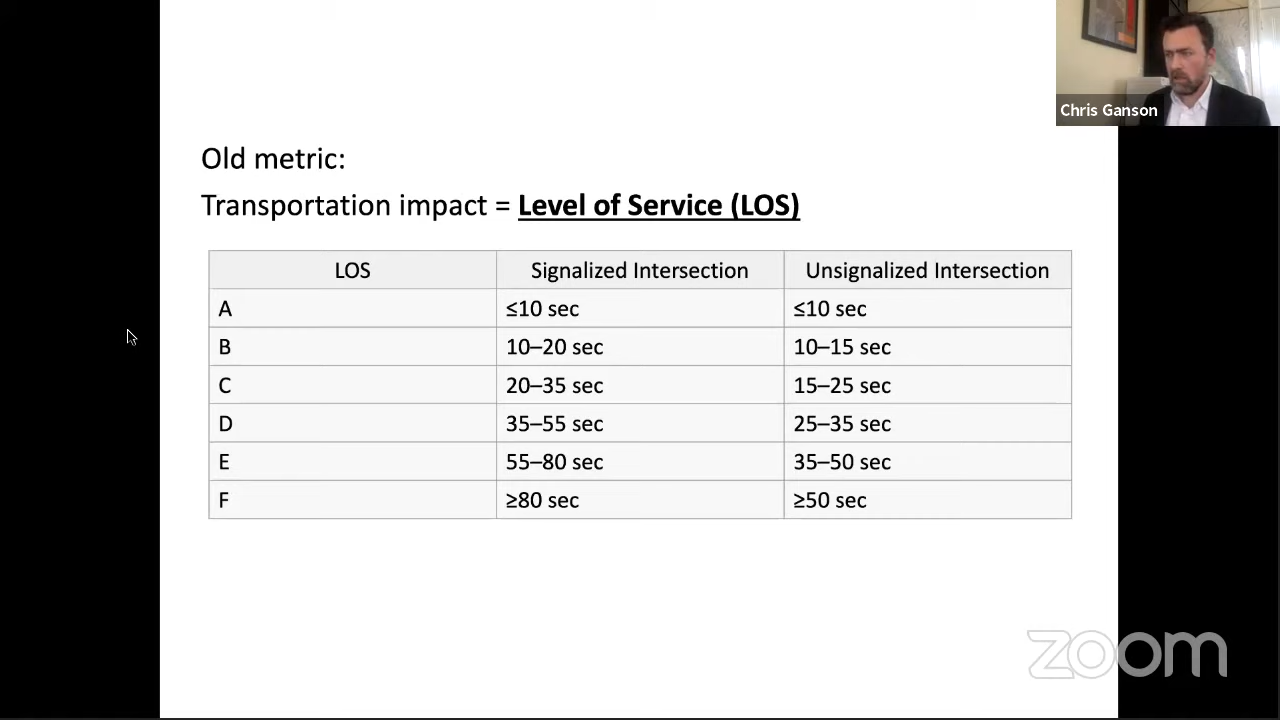 Chris Ganson
Old metric:
Transportation impact = Level of Service (LOS)
LOS Signalized Intersection Unsignalized Intersection
A ≤10 sec ≤10 sec
B 10–20 sec 10–15 sec
C 20–35 sec 15–25 sec
D 35–55 sec 25–35 sec
E 55–80 sec 35–50 sec
F ≥80 sec ≥50 sec
zoom